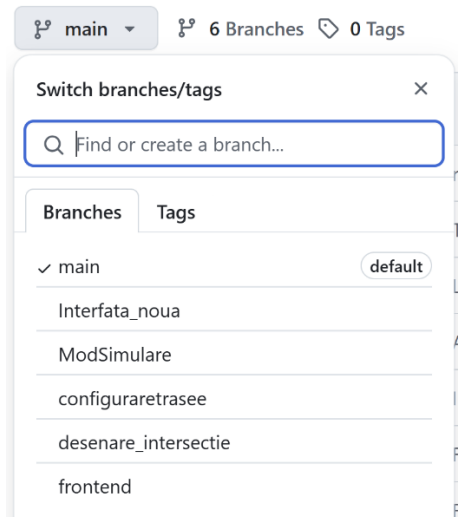 main 6 Branches 0 Tags
Switch branches/tags
Find or create a branch...
Branches Tags
main default
Interfata_noua
ModSimulare
configuraretrasee
desenare_intersectie
frontend